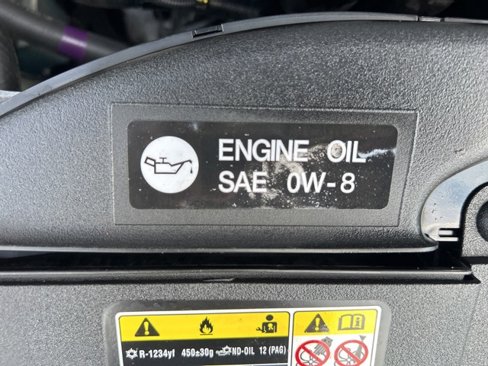 ENGINE OIL
SAE 0W-8
R-1234yf 450±30g ND-OIL 12 (PAG)